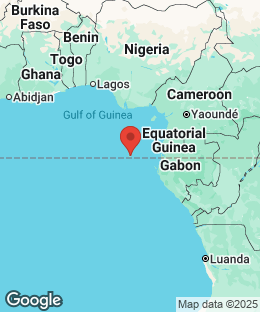 Burkina
Faso
Benin
Nigeria
Togo
Ghana
Lagos
Abidjan
Gulf of Guinea
Cameroon
Yaoundé
Equatorial
Guinea
Gabon
Luanda
Google
Map data ©2025